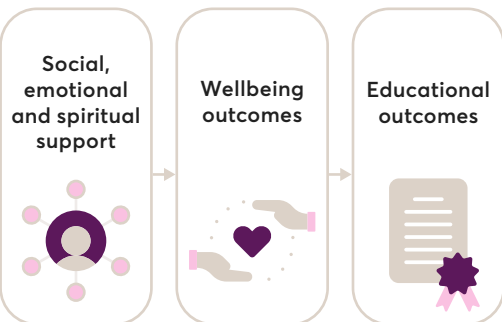 Social,
emotional
and spiritual
support
Wellbeing
outcomes
Educational
outcomes